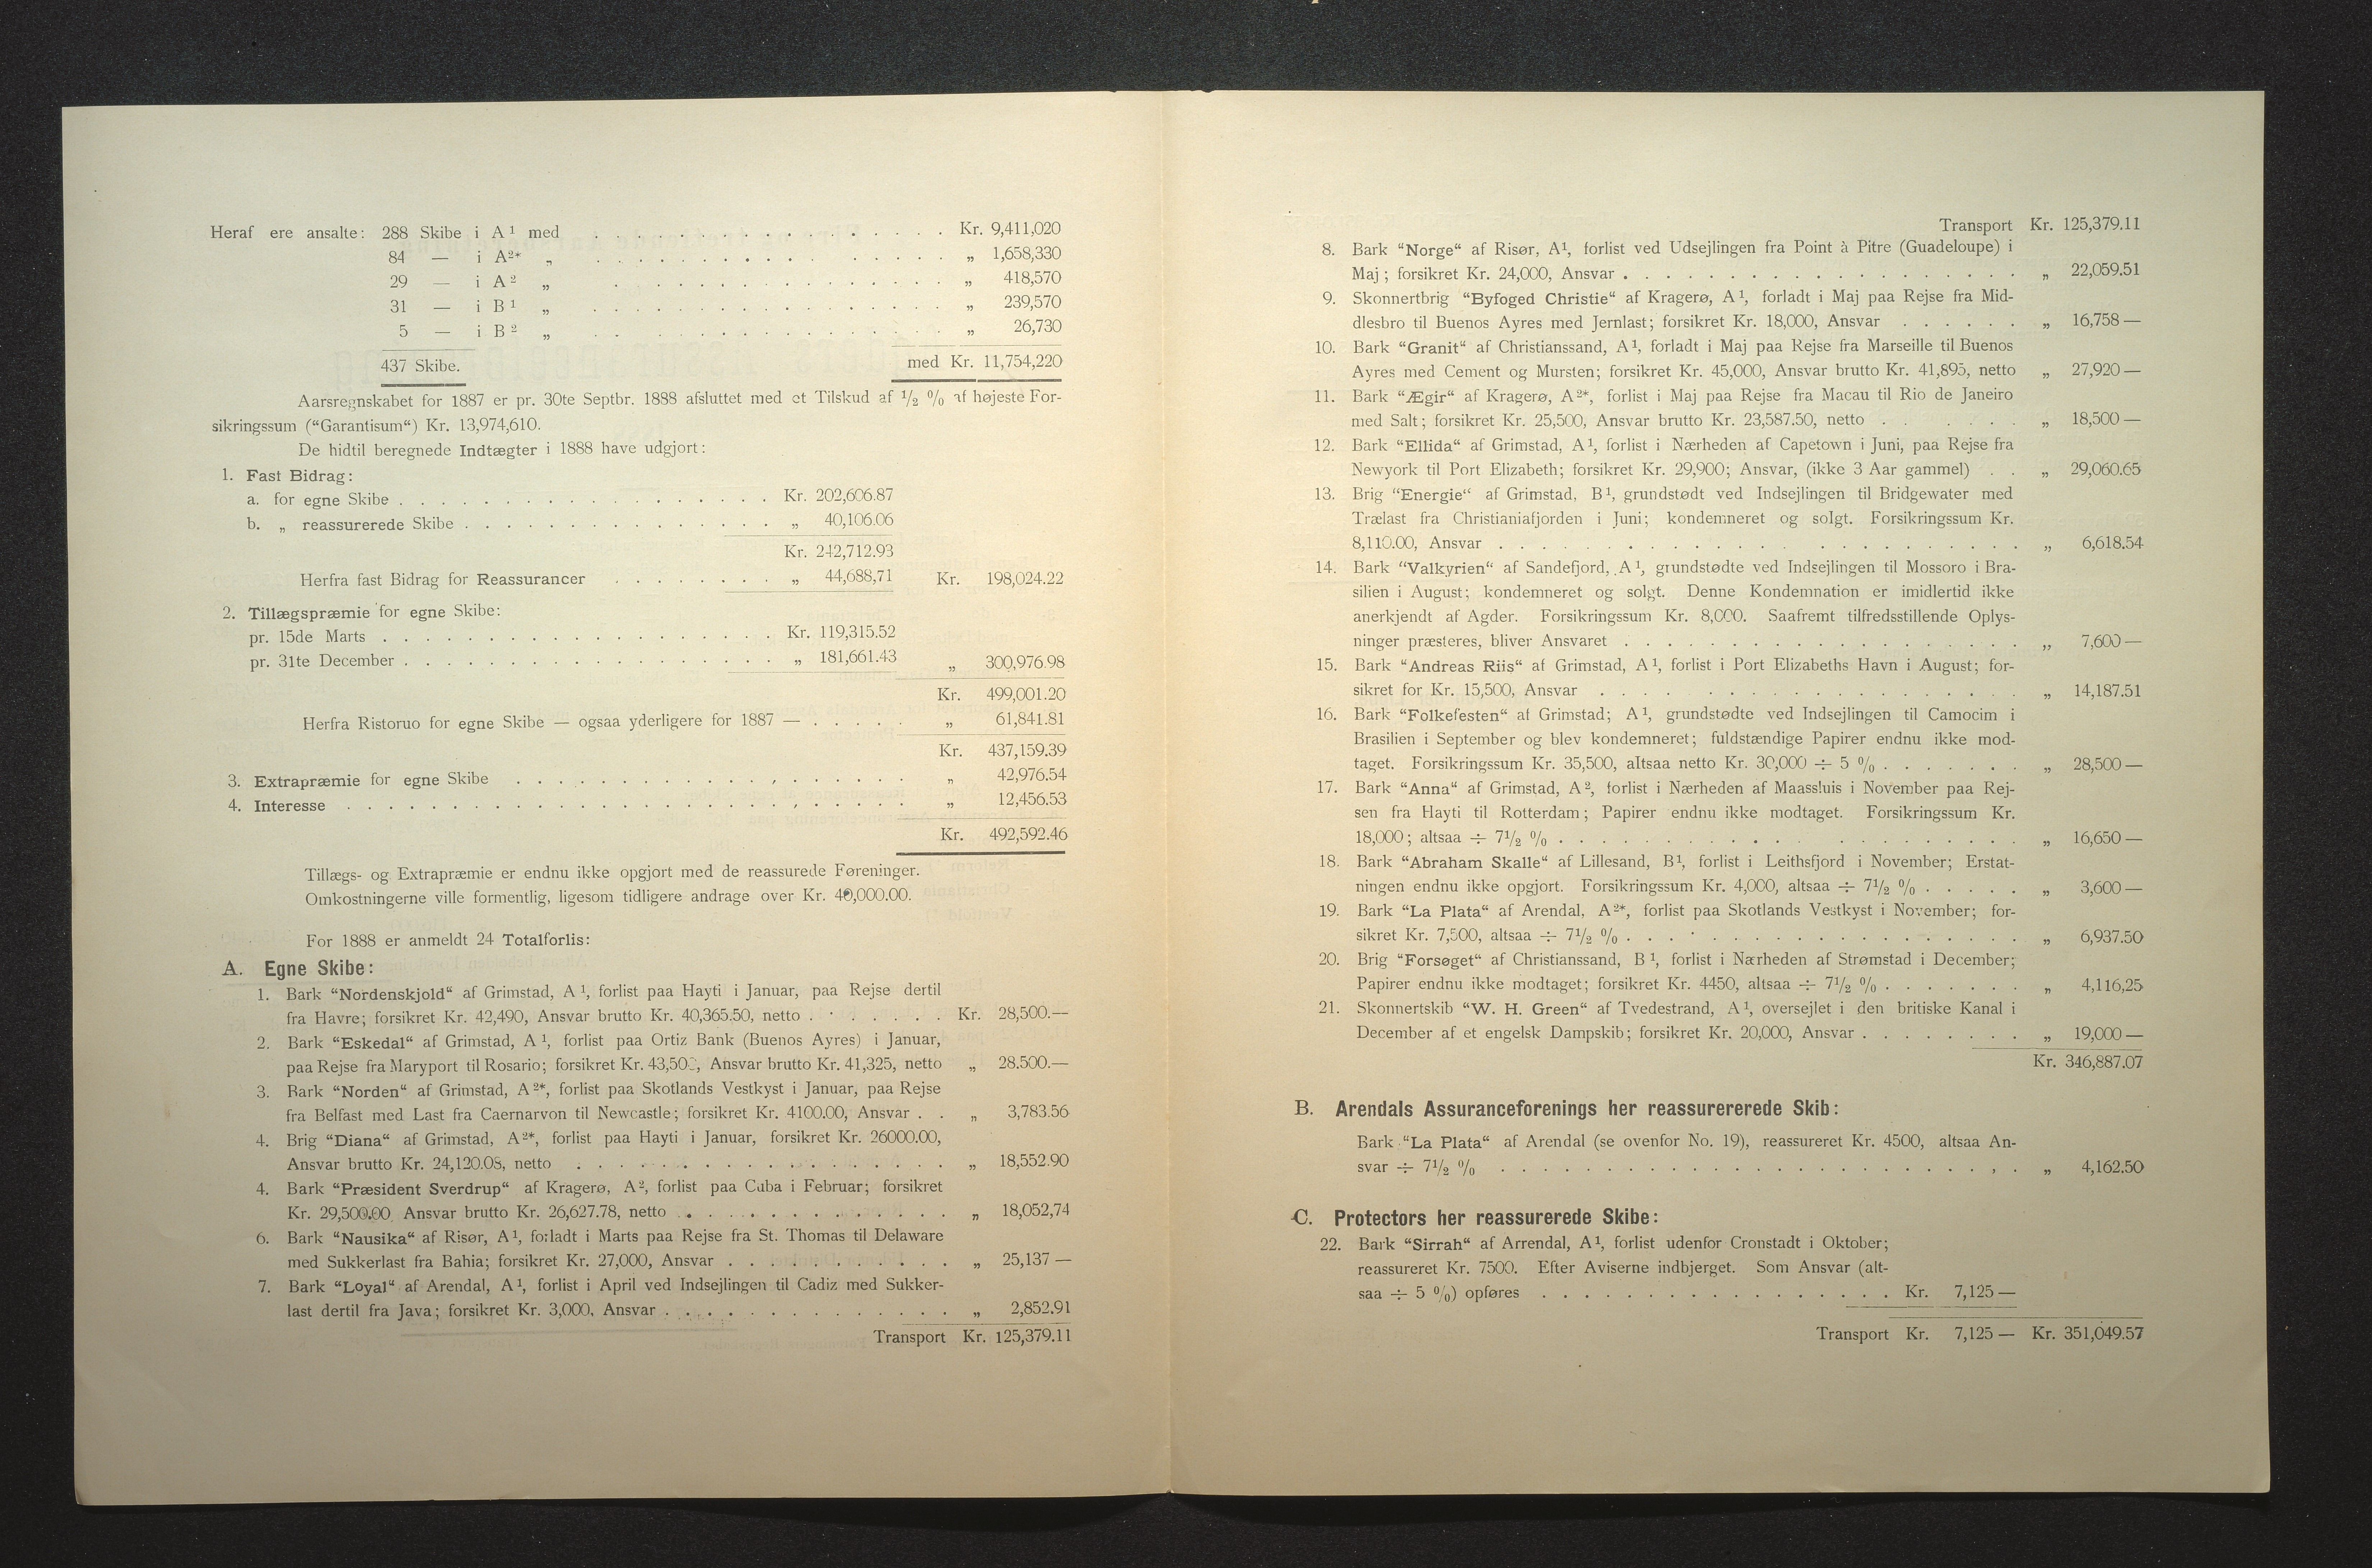 Heraf ere ansalte: 288 Skibe i A¹ med . . . . . . . . . . . . . . . . . Kr. 9,411,020
84 — i A²* „ . . . . . . . . . . . . . . . . „ 1,658,330
29 — i A² „ . . . . . . . . . . . . . . . „ 418,570
31 — i B¹ „ . . . . . . . . . . . . . . . . „ 239,570
5 — i B² „ . . . . . . . . . . . . . . . „ 26,730
437 Skibe. med Kr. 11,754,220
Aarsregnskabet for 1887 er pr. 30te Septbr. 1888 afsluttet med et Tilskud af ¹/₂ % af højeste For-
sikringssum (“Garantisum“) Kr. 13,974,610.
De hidtil beregnede Indtægter i 1888 have udgjort:
1. Fast Bidrag:
a. for egne Skibe . . . . . . . . . . . . . . . . . . Kr. 202,606.87
b. „ reassurerede Skibe . . . . . . . . . . . . . . . „ 40,106.06
Kr. 242,712.93
Herfra fast Bidrag for Reassurancer . . . . . . . . „ 44,688,71 Kr. 198,024.22
2. Tillægspræmie for egne Skibe:
pr. 15de Marts . . . . . . . . . . . . . . . . . . . Kr. 119,315.52
pr. 31te December . . . . . . . . . . . . . . . . . . „ 181,661.43 „ 300,976.98
Kr. 499,001.20
Herfra Ristoruo for egne Skibe — ogsaa yderligere for 1887 — . . . . . „ 61,841.81
Kr. 437,159.39
3. Extrapræmie for egne Skibe . . . . . . . . . . . . . . . . „ 42,976.54
4. Interesse . . . . . . . . . . . . . . . . . . . . . . „ 12,456.53
Kr. 492,592.46
Tillægs- og Extrapræmie er endnu ikke opgjort med de reassurede Føreninger.
Omkostningerne ville formentlig, ligesom tidligere andrage over Kr. 40,000.00.
For 1888 er anmeldt 24 Totalforlis:
A. Egne Skibe:
1. Bark “Nordenskjold“ af Grimstad, A¹, forlist paa Hayti i Januar, paa Rejse dertil
fra Havre; forsikret Kr. 42,490, Ansvar brutto Kr. 40,365.50, netto . . . . . . . Kr. 28,500.—
2. Bark “Eskedal“ af Grimstad, A¹, forlist paa Ortiz Bank (Buenos Ayres) i Januar,
paa Rejse fra Maryport til Rosario; forsikret Kr. 43,500, Ansvar brutto Kr. 41,325, netto „ 28.500.—
3. Bark “Norden“ af Grimstad, A²*, forlist paa Skotlands Vestkyst i Januar, paa Rejse
fra Belfast med Last fra Caernarvon til Newcastle; forsikret Kr. 4100.00, Ansvar . . „ 3,783.56
4. Brig “Diana“ af Grimstad, A²*, forlist paa Hayti i Januar, forsikret Kr. 26000.00,
Ansvar brutto Kr. 24,120.08, netto . . . . . . . . . . . . . . . . . . „ 18,552.90
4. Bark “Præsident Sverdrup“ af Kragerø, A², forlist paa Cuba i Februar; forsikret
Kr. 29,500.00 Ansvar brutto Kr. 26,627.78, netto . . . . . . . . . . . . . „ 18,052,74
6. Bark “Nausika“ af Risør, A¹, forladt i Marts paa Rejse fra St. Thomas til Delaware
med Sukkerlast fra Bahia; forsikret Kr. 27,000, Ansvar . . . . . . . . . . . „ 25,137 —
7. Bark “Loyal“ af Arendal, A¹, forlist i April ved Indsejlingen til Cadiz med Sukker-
last dertil fra Java; forsikret Kr. 3,000, Ansvar . . . . . . . . . . . . . . „ 2,852.91
Transport Kr. 125,379.11
Transport Kr. 125,379.11
8. Bark “Norge“ af Risør, A¹, forlist ved Udsejlingen fra Point à Pitre (Guadeloupe) i
Maj; forsikret Kr. 24,000, Ansvar . . . . . . . . . . . . . . . . . . . „ 22,059.51
9. Skonnertbrig “Byfoged Christie“ af Kragerø, A¹, forladt i Maj paa Rejse fra Mid-
dlesbro til Buenos Ayres med Jernlast; forsikret Kr. 18,000, Ansvar . . . . . . „ 16,758 —
10. Bark “Granit“ af Christianssand, A¹, forladt i Maj paa Rejse fra Marseille til Buenos
Ayres med Cement og Mursten; forsikret Kr. 45,000, Ansvar brutto Kr. 41,895, netto „ 27,920 —
11. Bark “Ægir“ af Kragerø, A²*, forlist i Maj paa Rejse fra Macau til Rio de Janeiro
med Salt; forsikret Kr. 25,500, Ansvar brutto Kr. 23,587.50, netto . . . . . . „ 18,500 —
12. Bark “Ellida“ af Grimstad, A¹, forlist i Nærheden af Capetown i Juni, paa Rejse fra
Newyork til Port Elizabeth; forsikret Kr. 29,900; Ansvar, (ikke 3 Aar gammel) . . „ 29,060.65
13. Brig “Energie“ af Grimstad, B¹, grundstødt ved Indsejlingen til Bridgewater med
Trælast fra Christianiafjorden i Juni; kondemneret og solgt. Forsikringssum Kr.
8,110.00, Ansvar . . . . . . . . . . . . . . . . . . . . . . . . „ 6,618.54
14. Bark “Valkyrien“ af Sandefjord, A¹, grundstødte ved Indsejlingen til Mossoro i Bra-
silien i August; kondemneret og solgt. Denne Kondemnation er imidlertid ikke
anerkjendt af Agder. Forsikringssum Kr. 8,000. Saafremt tilfredsstillende Oplys-
ninger præsteres, bliver Ansvaret . . . . . . . . . . . . . . . . . . . „ 7,600 —
15. Bark “Andreas Riis“ af Grimstad, A¹, forlist i Port Elizabeths Havn i August; for-
sikret for Kr. 15,500, Ansvar . . . . . . . . . . . . . . . . . . . . „ 14,187.51
16. Bark “Folkefesten“ af Grimstad; A¹, grundstødte ved Indsejlingen til Camocim i
Brasilien i September og blev kondemneret; fuldstændige Papirer endnu ikke mod-
taget. Forsikringssum Kr. 35,500, altsaa netto Kr. 30,000 ÷ 5 % . . . . . . . „ 28,500 —
17. Bark “Anna“ af Grimstad, A², forlist i Nærheden af Maassluis i November paa Rej-
sen fra Hayti til Rotterdam; Papirer endnu ikke modtaget. Forsikringssum Kr.
18,000; altsaa ÷ 7¹/₂ % . . . . . . . . . . . . . . . . . . . . . „ 16,650 —
18. Bark “Abraham Skalle“ af Lillesand, B¹, forlist i Leithsfjord i November; Erstat-
ningen endnu ikke opgjort. Forsikringssum Kr. 4,000, altsaa ÷ 7¹/₂ % . . . . . „ 3,600 —
19. Bark “La Plata“ af Arendal, A²*, forlist paa Skotlands Vestkyst i November; for-
sikret Kr. 7,500, altsaa ÷ 7¹/₂ % . . . . . . . . . . . . . . . . . . . „ 6,937.50
20. Brig “Forsøget“ af Christianssand, B¹, forlist i Nærheden af Strømstad i December;
Papirer endnu ikke modtaget; forsikret Kr. 4450, altsaa ÷ 7¹/₂ % . . . . . . . „ 4,116,25
21. Skonnertskib “W. H. Green“ af Tvedestrand, A¹, oversejlet i den britiske Kanal i
December af et engelsk Dampskib; forsikret Kr. 20,000, Ansvar . . . . . . . . „ 19,000 —
Kr. 346,887.07
B. Arendals Assuranceforenings her reassurererede Skib:
Bark “La Plata“ af Arendal (se ovenfor No. 19), reassureret Kr. 4500, altsaa An-
svar ÷ 7¹/₂ % . . . . . . . . . . . . . . . . . . . . . . . . „ 4,162.50
C. Protectors her reassurerede Skibe:
22. Bark “Sirrah“ af Arrendal, A¹, forlist udenfor Cronstadt i Oktober;
reassureret Kr. 7500. Efter Aviserne indbjerget. Som Ansvar (alt-
saa ÷ 5 %) opføres . . . . . . . . . . . . . . . . . Kr. 7,125 —
Transport Kr. 7,125 — Kr. 351,049.57